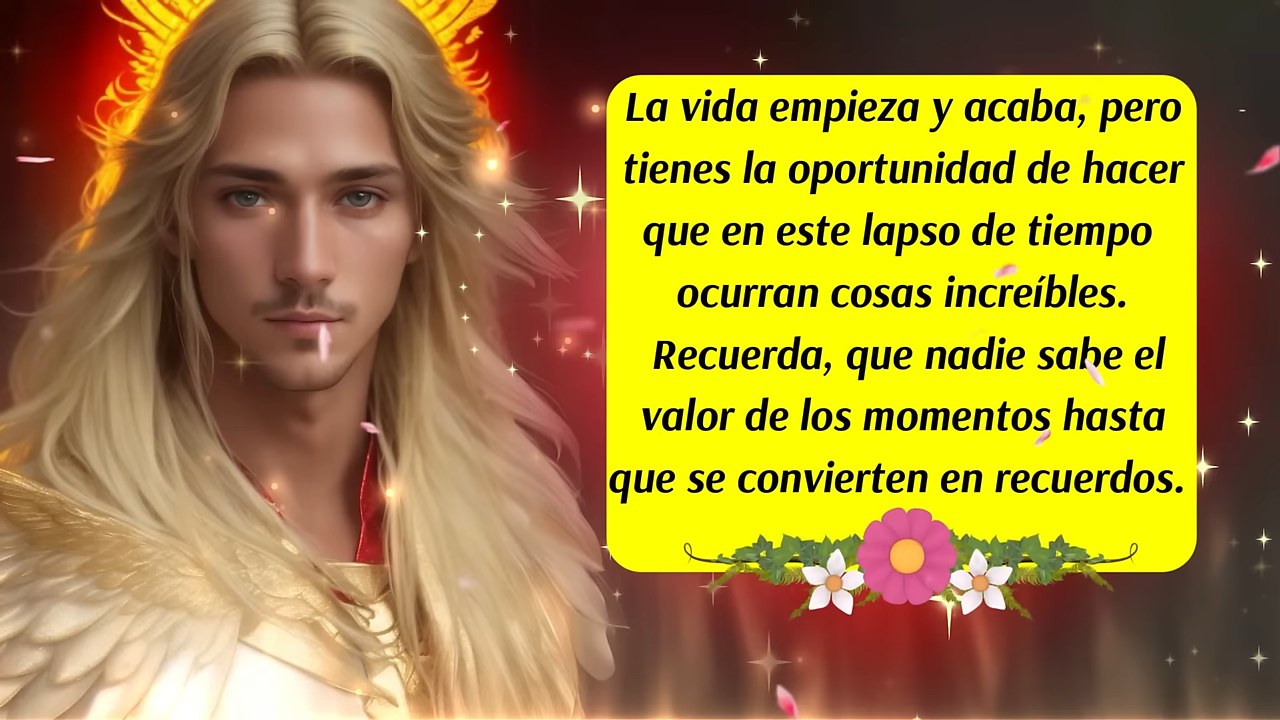 La vida empieza y acaba, pero
tienes la oportunidad de hacer
que en este lapso de tiempo
ocurran cosas increíbles.
Recuerda, que nadie sabe el
valor de los momentos hasta
que se convierten en recuerdos.